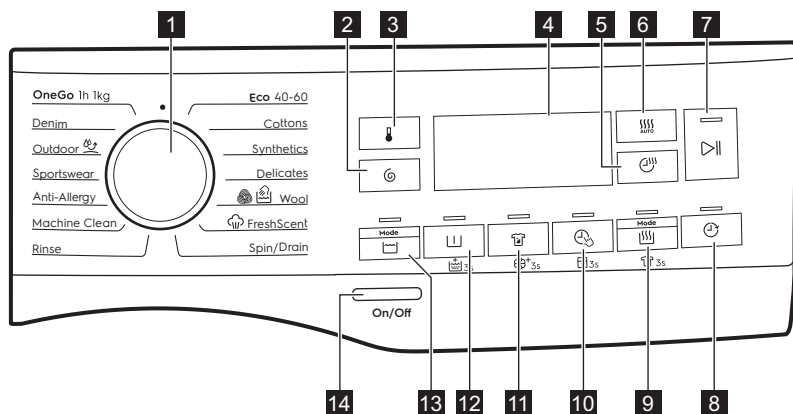 1
2
3
4
5
6
7
OneGo 1h 1kg
Denim
Outdoor
Sportswear
Anti-Allergy
Machine Clean
Rinse
Eco 40-60
Cottons
Synthetics
Delicates
Wool
FreshScent
Spin/Drain
AUTO
Mode
Mode
3s
3s
3s
3s
On/Off
14
13
12
11
10
9
8